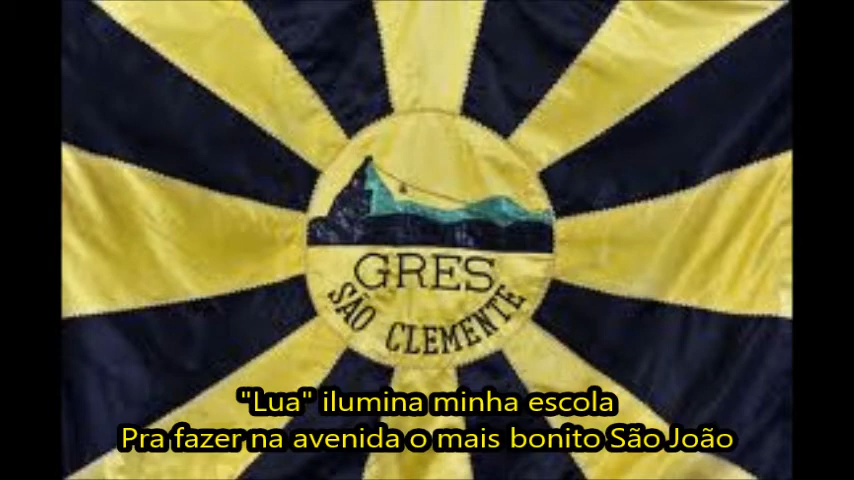 GRES
SÃO CLEMENTE
"Lua" ilumina minha escola
Pra fazer na avenida o mais bonito São João